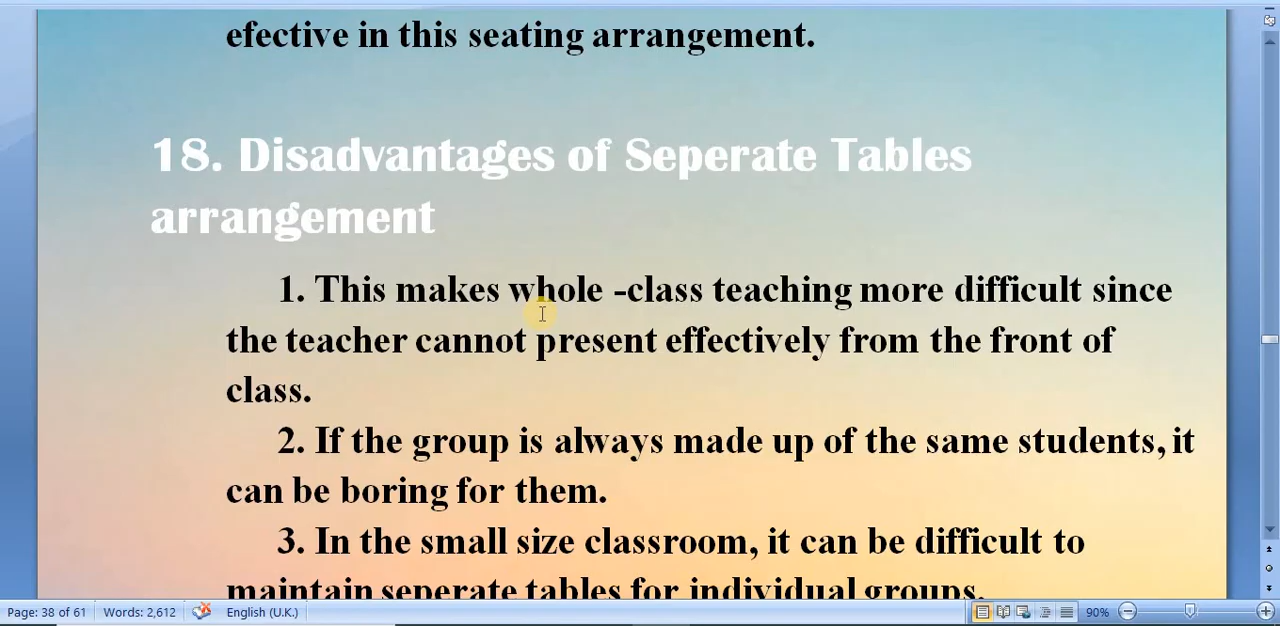 efective in this seating arrangement.
18. Disadvantages of Seperate Tables
arrangement
1. This makes whole -class teaching more difficult since
the teacher cannot present effectively from the front of
class.
2. If the group is always made up of the same students, it
can be boring for them.
3. In the small size classroom, it can be difficult to
maintain seperate tables for individual groups.
Page: 38 of 61 Words: 2,612 English (U.K.) 90%